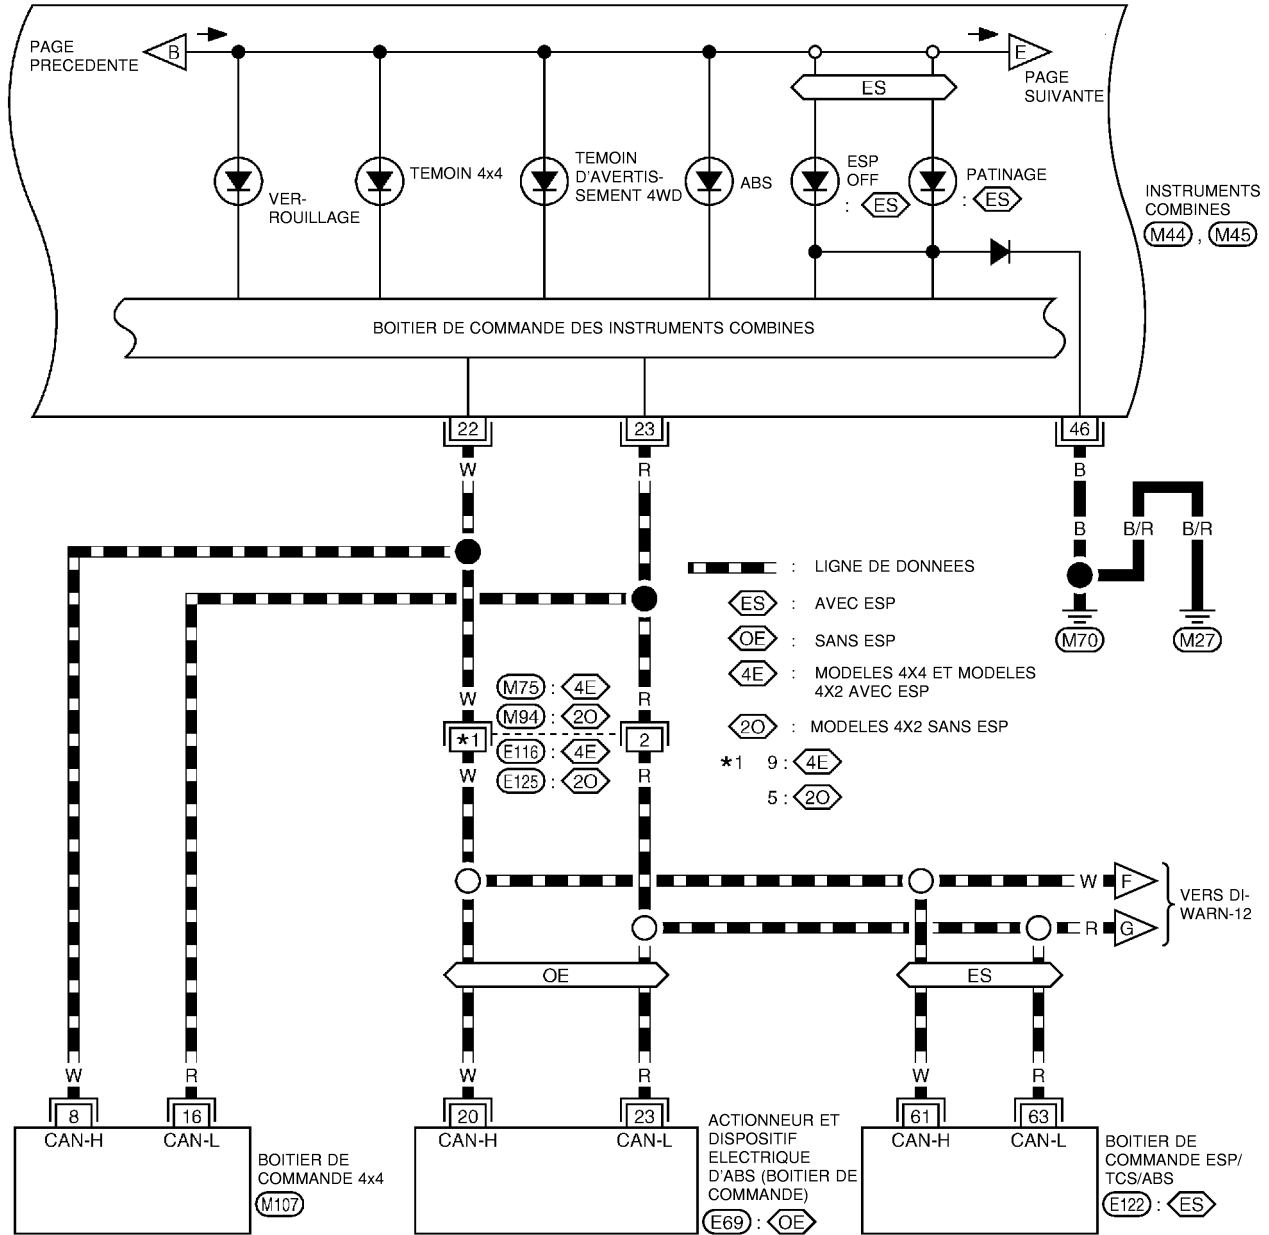 PAGE
PRECEDENTE
B
E
PAGE
SUIVANTE
ES
VER-
ROUILLAGE
TEMOIN 4x4
TEMOIN
D'AVERTIS-
SEMENT 4WD
ABS
ESP
OFF
: ES
PATINAGE
: ES
INSTRUMENTS
COMBINES
M44 , M45
BOITIER DE COMMANDE DES INSTRUMENTS COMBINES
22
23
46
W
R
B
B
B/R
B/R
M70
M27
: LIGNE DE DONNEES
ES : AVEC ESP
OE : SANS ESP
4E : MODELES 4X4 ET MODELES
4X2 AVEC ESP
2O : MODELES 4X2 SANS ESP
*1 9 : 4E
5 : 2O
W
M75 : 4E
M94 : 2O
R
*1
2
E116 : 4E
E125 : 2O
W
R
W
F
R
G
VERS DI-
WARN-12
OE
ES
W
R
W
R
W
R
8
16
20
23
61
63
CAN-H
CAN-L
CAN-H
CAN-L
CAN-H
CAN-L
BOITIER DE
COMMANDE 4x4
M107
ACTIONNEUR ET
DISPOSITIF
ELECTRIQUE
D'ABS (BOITIER DE
COMMANDE)
E69 : OE
BOITIER DE
COMMANDE ESP/
TCS/ABS
E122 : ES